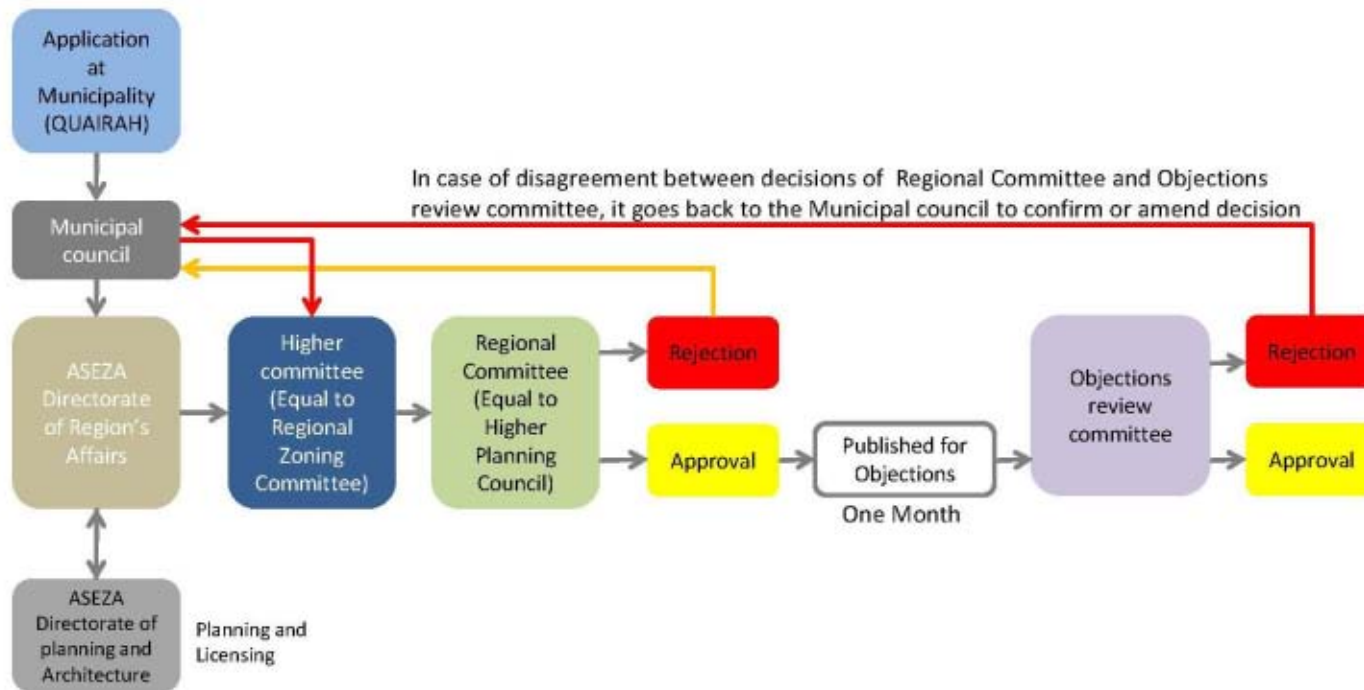 Application
at
Municipality
(QUAIRAH)
In case of disagreement between decisions of Regional Committee and Objections
review committee, it goes back to the Municipal council to confirm or amend decision
Municipal
council
ASEZA
Directorate
of Region's
Affairs
Higher
committee
(Equal to
Regional
Zoning
Committee)
Regional
Committee
(Equal to
Higher
Planning
Council)
Rejection
Approval
Published for
Objections
One Month
Objections
review
committee
Rejection
Approval
ASEZA
Directorate of
planning and
Architecture
Planning and
Licensing